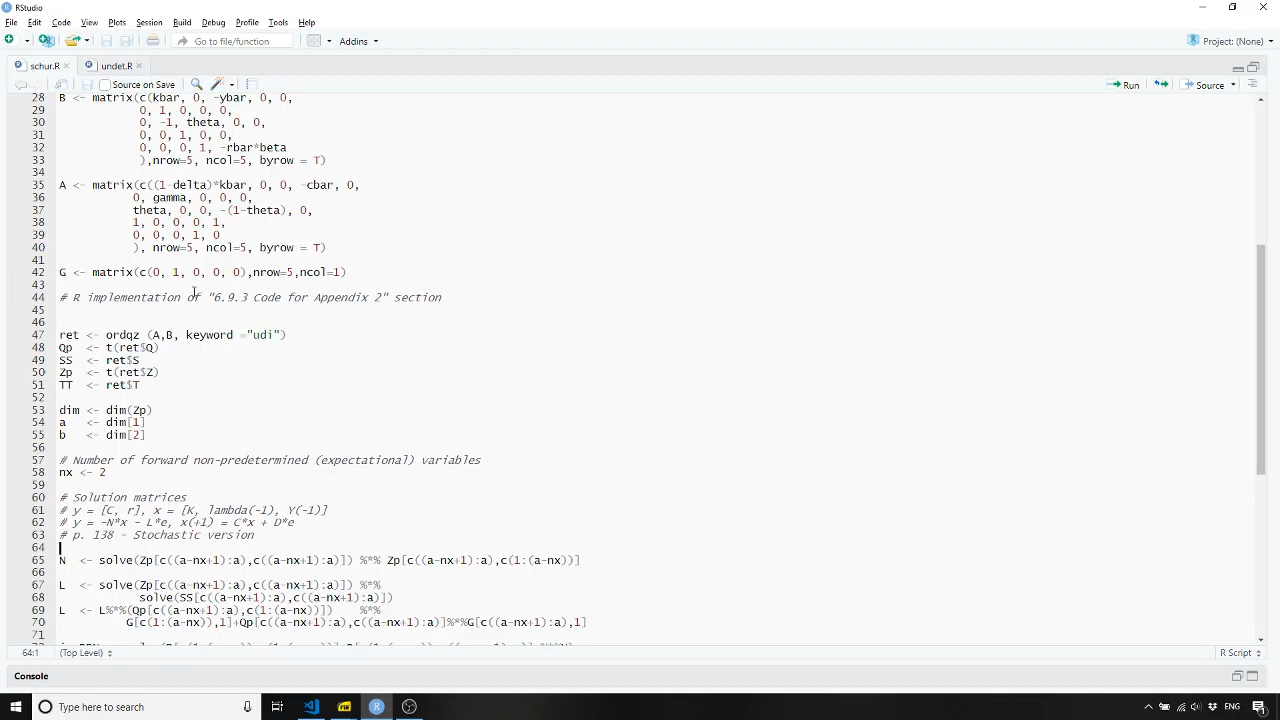 RStudio
File Edit Code View Plots Session Build Debug Profile Tools Help
Go to file/function Addins Project: (None)
schur.R undet.R
Source on Save Run Source
28 B <- matrix(c(kbar, 0, -ybar, 0, 0,
29 0, 1, 0, 0, 0,
30 0, -1, theta, 0, 0,
31 0, 0, 1, 0, 0,
32 0, 0, 0, 1, -rbar*beta
33 ),nrow=5, ncol=5, byrow = T)
34
35 A <- matrix(c((1-delta)*kbar, 0, 0, -cbar, 0,
36 0, gamma, 0, 0, 0,
37 theta, 0, 0, -(1-theta), 0,
38 1, 0, 0, 0, 1,
39 0, 0, 0, 1, 0
40 ), nrow=5, ncol=5, byrow = T)
41
42 G <- matrix(c(0, 1, 0, 0, 0),nrow=5,ncol=1)
43
44 # R implementation of "6.9.3 Code for Appendix 2" section
45
46
47 ret <- ordqz (A,B, keyword ="udi")
48 Qp <- t(ret$Q)
49 SS <- ret$S
50 Zp <- t(ret$Z)
51 TT <- ret$T
52
53 dim <- dim(Zp)
54 a <- dim[1]
55 b <- dim[2]
56
57 # Number of forward non-predetermined (expectational) variables
58 nx <- 2
59
60 # Solution matrices
61 # y = [C, r], x = [K, lambda(-1), Y(-1)]
62 # y = -N*x - L*e, x(+1) = C*x + D*e
63 # p. 138 - Stochastic version
64
65 N <- solve(Zp[c((a-nx+1):a),c((a-nx+1):a)]) %*% Zp[c((a-nx+1):a),c(1:(a-nx))]
66
67 L <- solve(Zp[c((a-nx+1):a),c((a-nx+1):a)]) %*%
68 solve(SS[c((a-nx+1):a),c((a-nx+1):a)])
69 L <- L%*%(Qp[c((a-nx+1):a),c(1:(a-nx))]) %*%
70 G[c(1:(a-nx)),1]+Qp[c((a-nx+1):a),c((a-nx+1):a)]%*%G[c((a-nx+1):a),1]
71
64:1 (Top Level) R Script
Console
Type here to search ENG